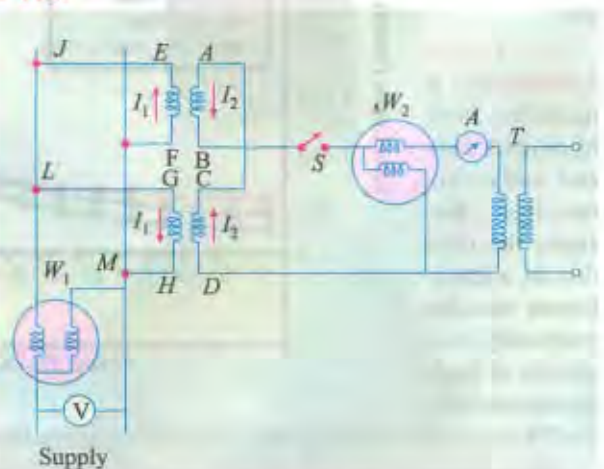 J E A
I₁ I₂ W₂ A T
F B S
L G C
I₁ I₂
W₁ M H D
V
Supply